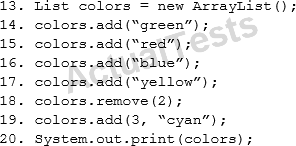 13. List colors = new ArrayList();
14. colors.add(“green”);
15. colors.add(“red”);
16. colors.add(“blue”);
17. colors.add(“yellow”);
18. colors.remove(2);
19. colors.add(3, “cyan”);
20. System.out.print(colors);
ActualTests